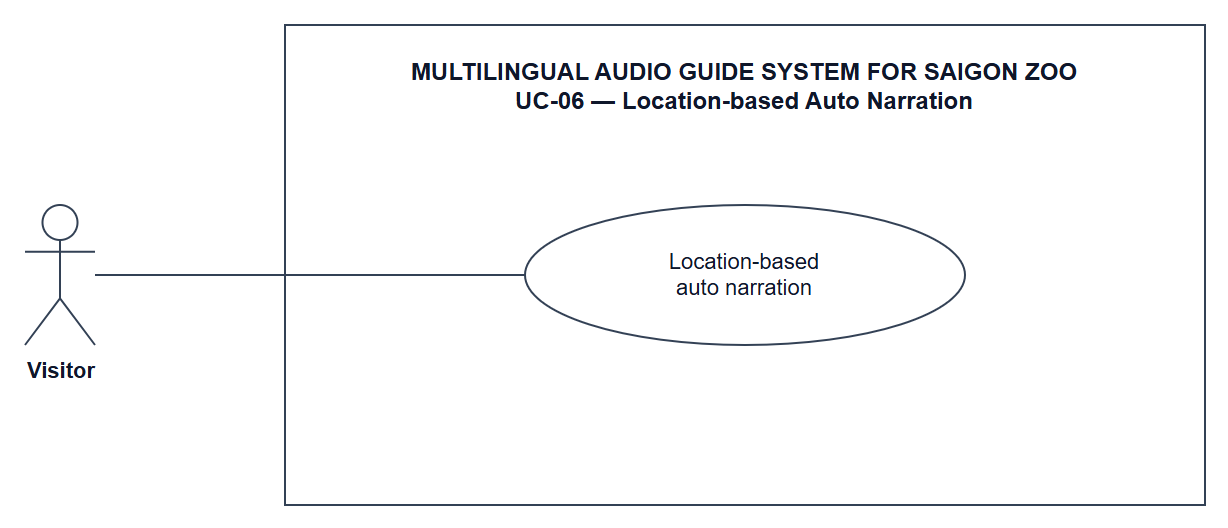 MULTILINGUAL AUDIO GUIDE SYSTEM FOR SAIGON ZOO
UC-06 — Location-based Auto Narration
Location-based
auto narration
Visitor